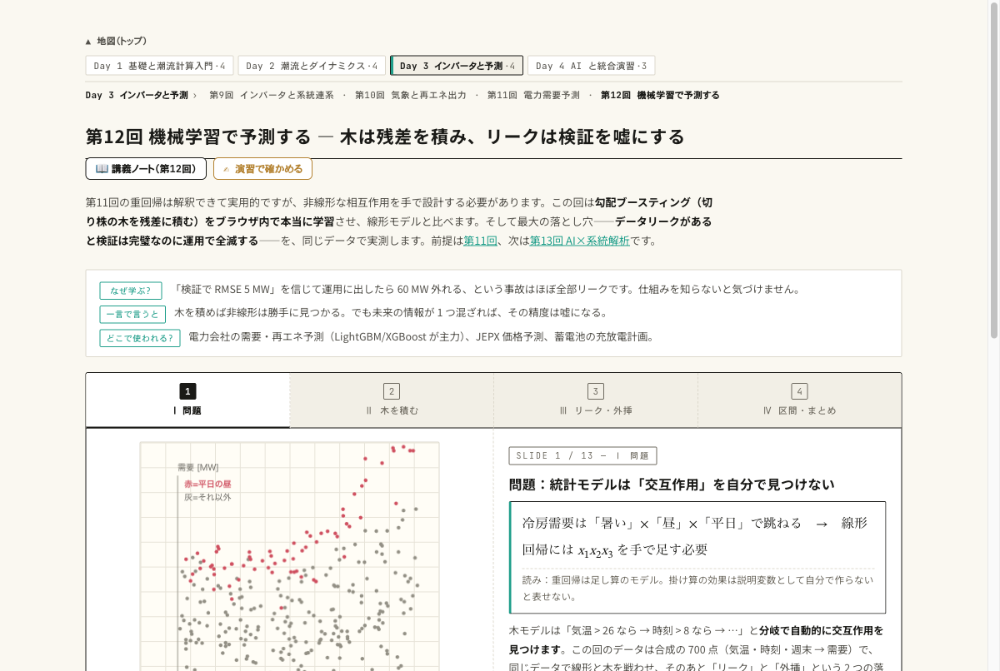 ▲ 地図(トップ)
Day 1 基礎と潮流計算入門·4
Day 2 潮流とダイナミクス·4
Day 3 インバータと予測·4
Day 4 AI と統合演習·3
Day 3 インバータと予測 › 第9回 インバータと系統連系 · 第10回 気象と再エネ出力 · 第11回 電力需要予測 · 第12回 機械学習で予測する
第12回 機械学習で予測する — 木は残差を積み、リークは検証を嘘にする
📖 講義ノート(第12回)
✍ 演習で確かめる
第11回の重回帰は解釈できて実用的ですが、非線形な相互作用を手で設計する必要があります。この回は勾配ブースティング（切
り株の木を残差に積む）をブラウザ内で本当に学習させ、線形モデルと比べます。そして最大の落とし穴——データリークがある
と検証は完璧なのに運用で全滅する——を、同じデータで実測します。前提は第11回、次は第13回 AI×系統解析です。
なぜ学ぶ?
「検証で RMSE 5 MW」を信じて運用に出したら 60 MW 外れる、という事故はほぼ全部リークです。仕組みを知らないと気づけません。
一言で言うと
木を積めば非線形は勝手に見つかる。でも未来の情報が 1 つ混ざれば、その精度は嘘になる。
どこで使われる?
電力会社の需要・再エネ予測（LightGBM/XGBoost が主力）、JEPX 価格予測、蓄電池の充放電計画。
1
Ⅰ 問題
2
Ⅱ 木を積む
3
Ⅲ リーク・外挿
4
Ⅳ 区間・まとめ
需要 [MW]
赤=平日の昼
灰=それ以外
SLIDE 1 / 13 — Ⅰ 問題
問題：統計モデルは「交互作用」を自分で見つけない
冷房需要は「暑い」×「昼」×「平日」で跳ねる　→　線形
回帰には x₁x₂x₃ を手で足す必要
読み：重回帰は足し算のモデル。掛け算の効果は説明変数として自分で作らない
と表せない。
木モデルは「気温 > 26 なら → 時刻 > 8 なら → …」と分岐で自動的に交互作用を
見つけます。この回のデータは合成の 700 点（気温・時刻・週末 → 需要）で、
同じデータで線形と木を戦わせ、そのあと「リーク」と「外挿」という 2 つの落